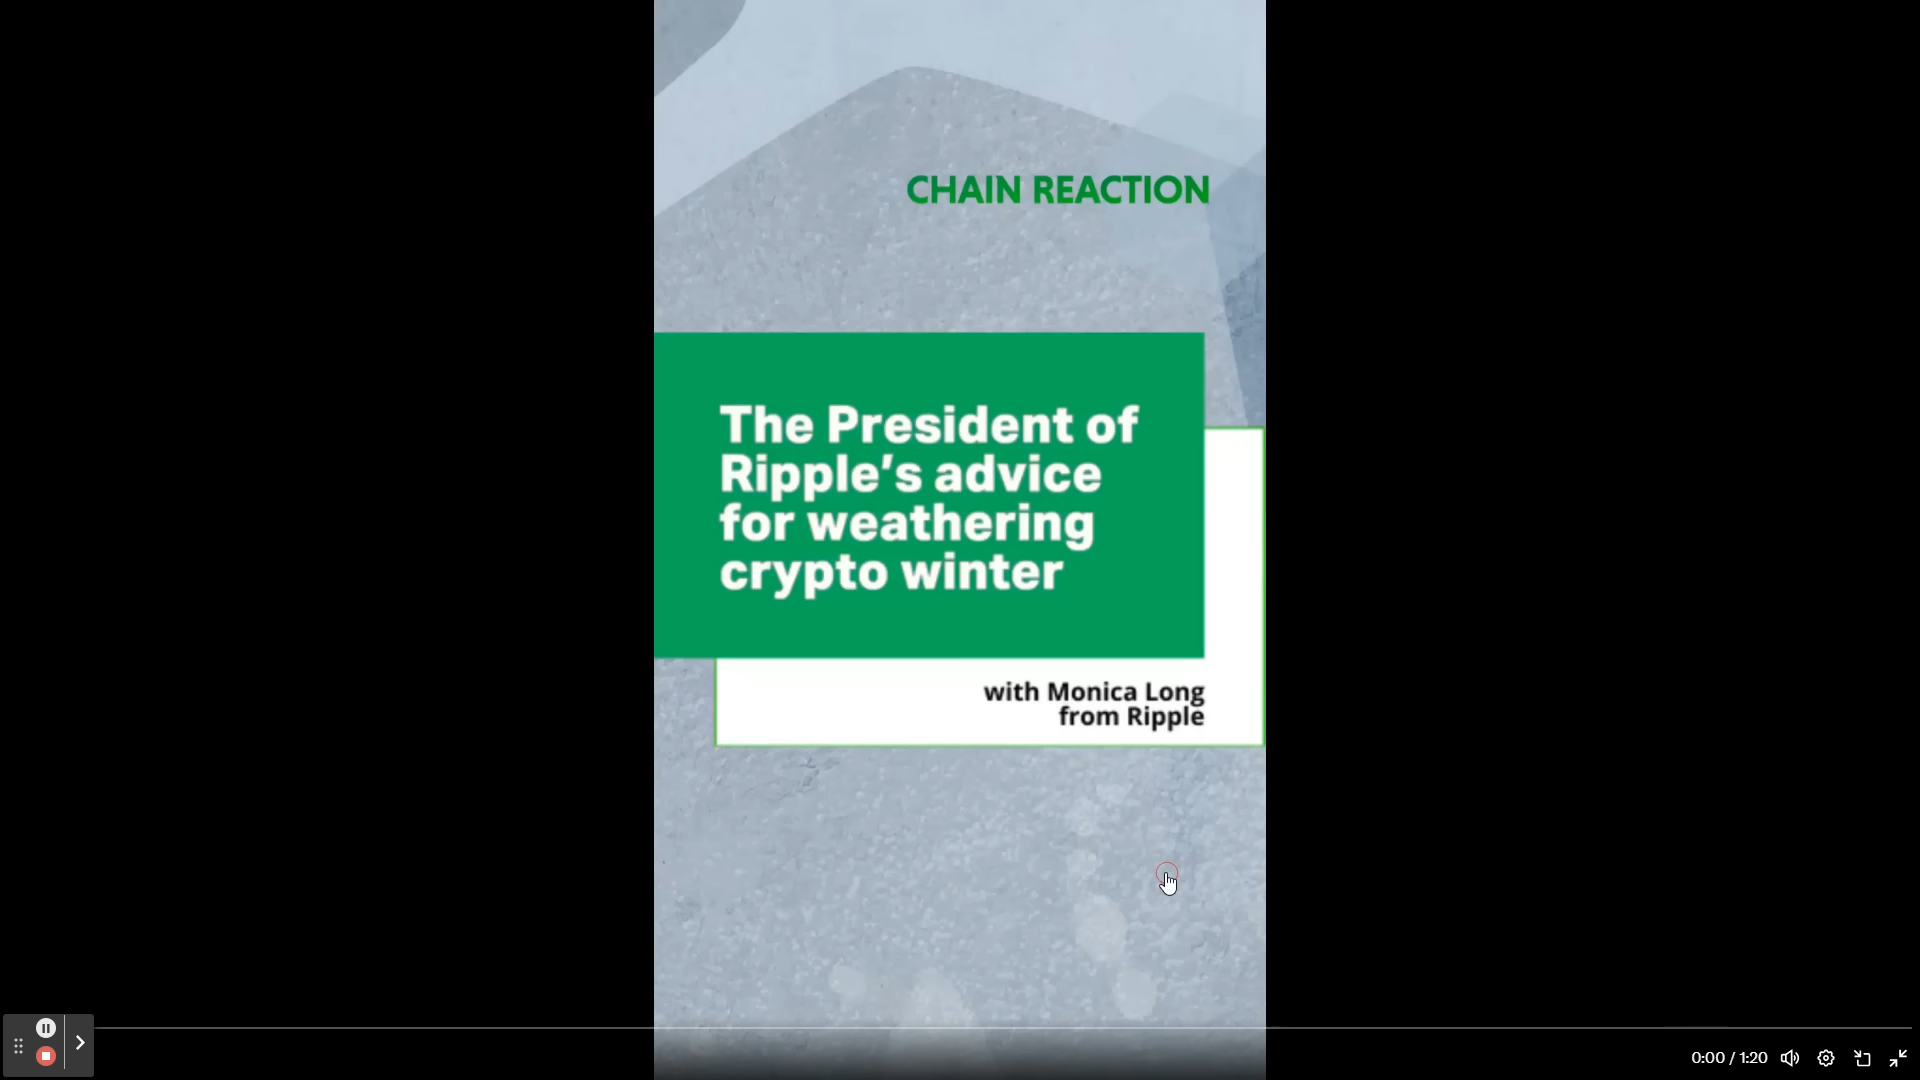 CHAIN REACTION
The President of
Ripple’s advice
for weathering
crypto winter
with Monica Long
from Ripple
0:00 / 1:20